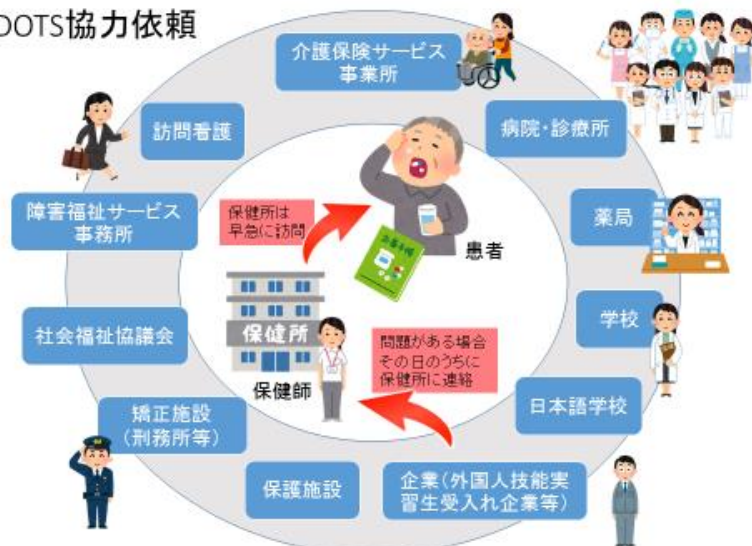 DOTS協力依頼
介護保険サービス
事業所
訪問看護
病院・診療所
障害福祉サービス
事務所
保健所は
早急に訪問
お薬手帳
患者
薬局
社会福祉協議会
保健所
保健師
問題がある場合
その日のうちに
保健所に連絡
学校
日本語学校
矯正施設
(刑務所等)
保護施設
企業(外国人技能実
習生受入れ企業等)